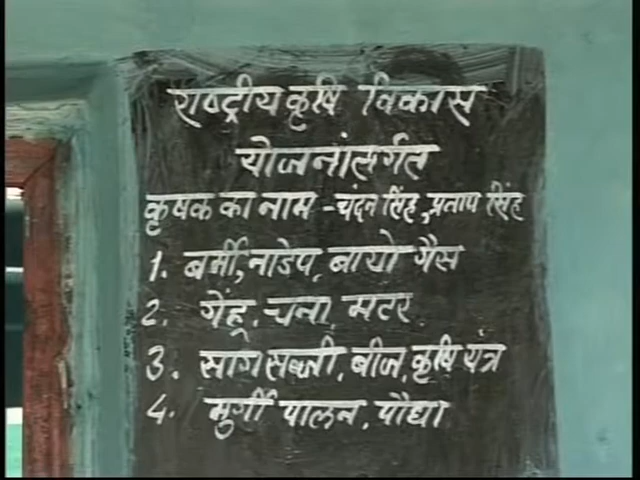 राष्ट्रीय कृषि विकास
योजनांतर्गत
कृषक का नाम - चंदन सिंह, प्रताप सिंह
1. बर्मी, नाडेप, बायो गैस
2. गेंहू, चना, मटर
3. साग सब्जी, बीज, कृषि यंत्र
4. मुर्गी पालन, पौधा